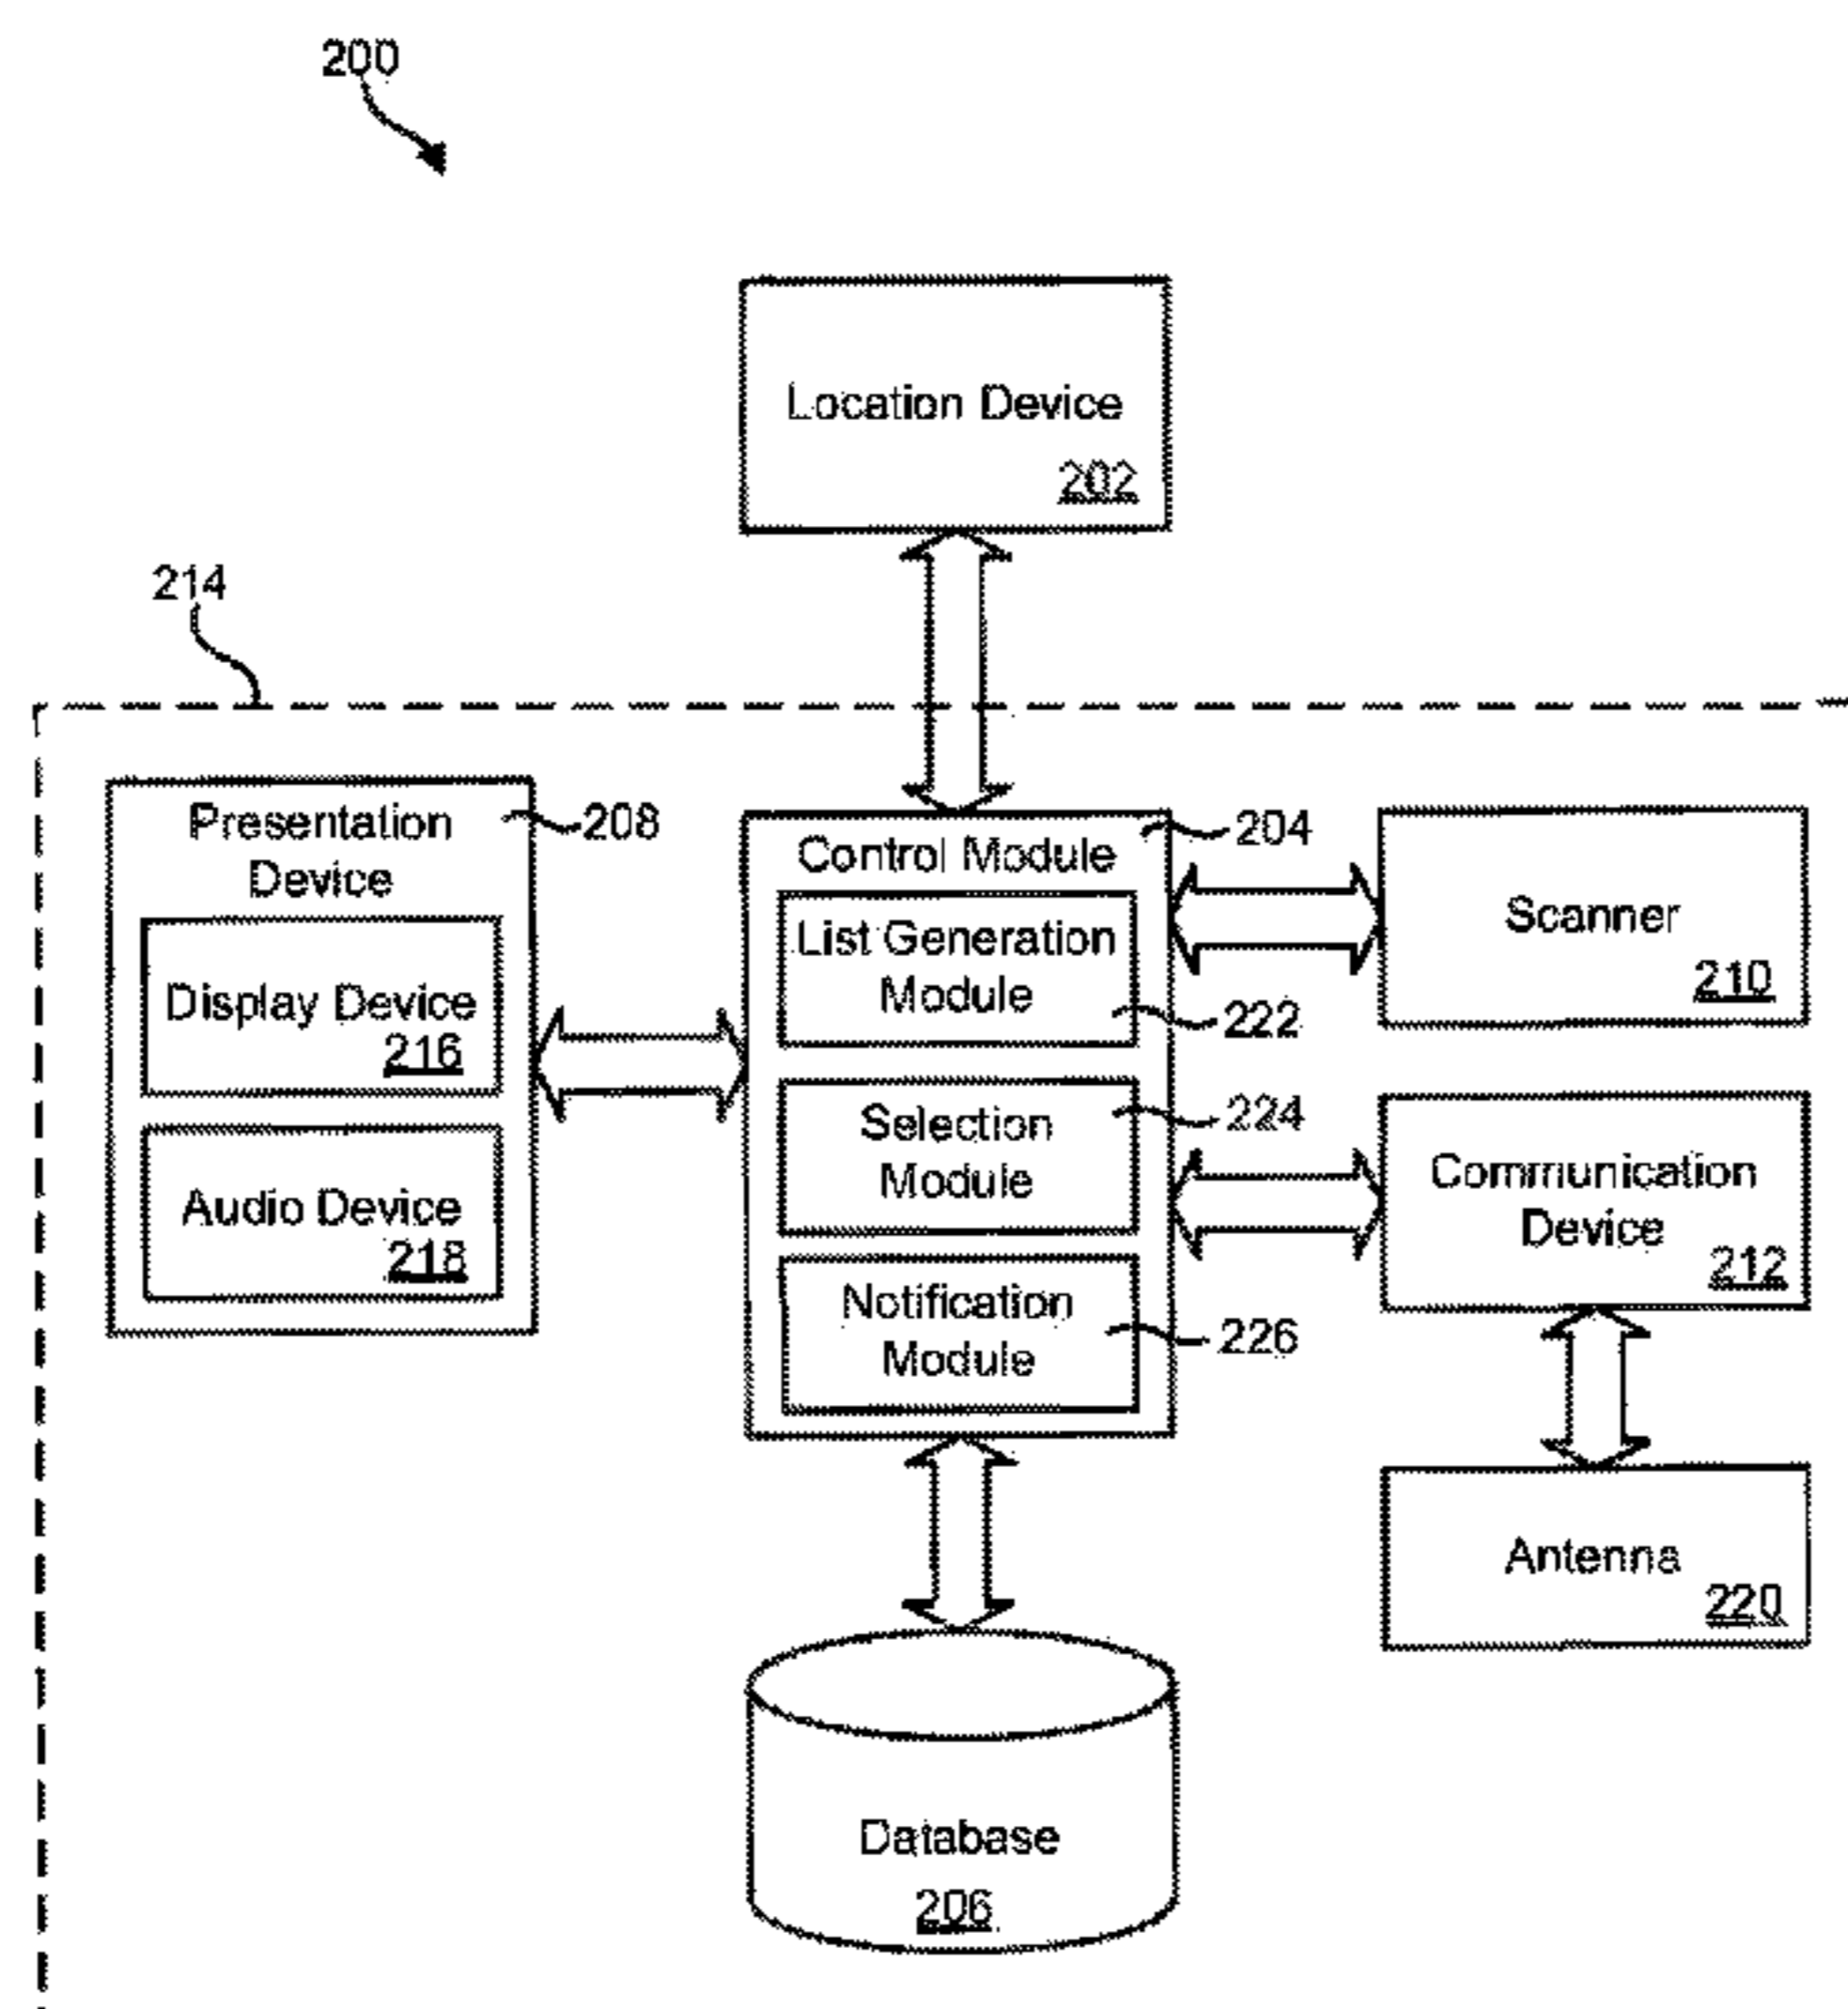 200
Location Device
202
214
Presentation
Device
208
Display Device
216
Audio Device
218
Control Module
204
List Generation
Module
222
Selection
Module
224
Notification
Module
226
Scanner
210
Communication
Device
212
Antenna
220
Database
206